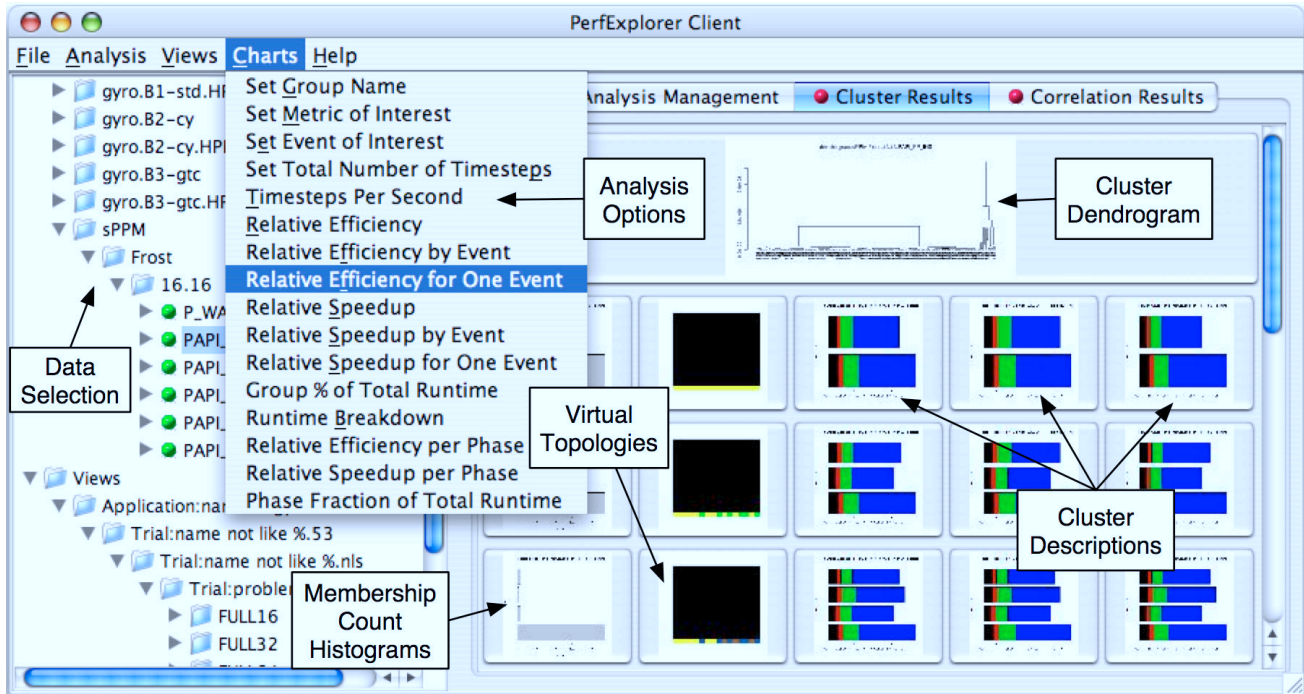 PerfExplorer Client
File Analysis Views Charts Help
gyro.B1-std.HP
gyro.B2-cy
gyro.B2-cy.HP
gyro.B3-gtc
gyro.B3-gtc.HP
sPPM
Frost
16.16
P_WA
PAPI_
PAPI_
PAPI_
PAPI_
PAPI_
Views
Application:na
Trial:name not like %.53
Trial:name not like %.nls
Trial:problem
FULL16
FULL32
Set Group Name
Set Metric of Interest
Set Event of Interest
Set Total Number of Timesteps
Timesteps Per Second
Relative Efficiency
Relative Efficiency by Event
Relative Efficiency for One Event
Relative Speedup
Relative Speedup by Event
Relative Speedup for One Event
Group % of Total Runtime
Runtime Breakdown
Relative Efficiency per Phase
Relative Speedup per Phase
Phase Fraction of Total Runtime
Analysis Management
Cluster Results
Correlation Results
Analysis
Options
Cluster
Dendrogram
Data
Selection
Virtual
Topologies
Cluster
Descriptions
Membership
Count
Histograms